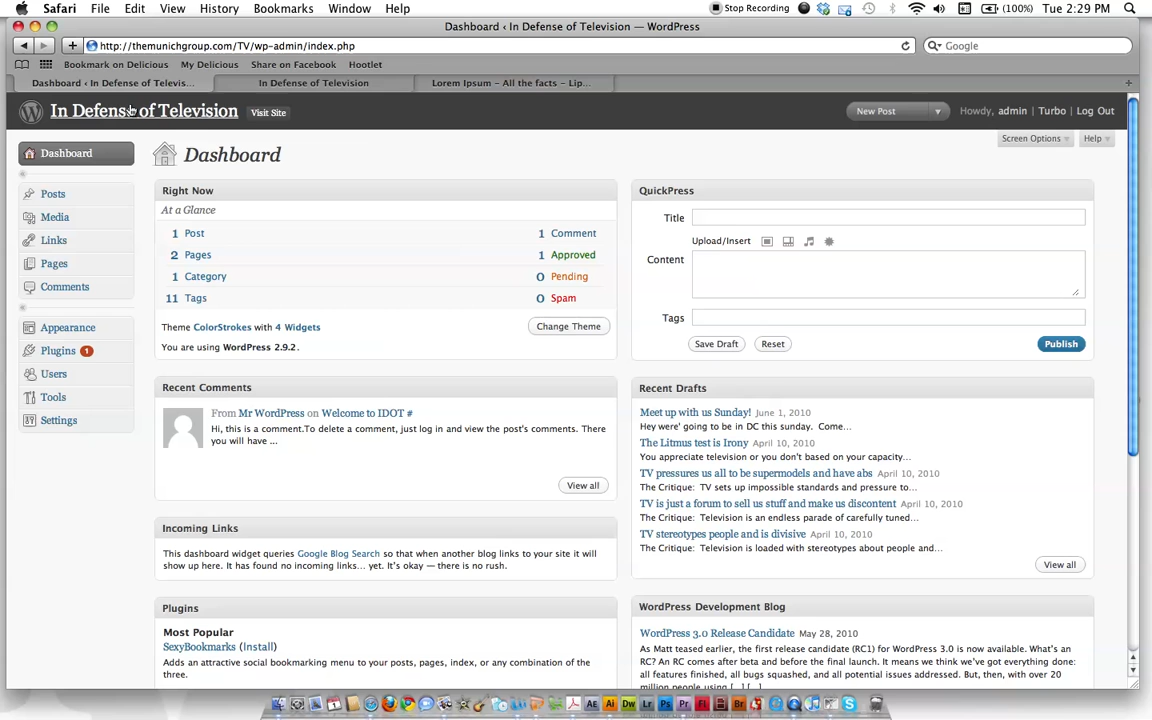 Safari File Edit View History Bookmarks Window Help Stop Recording (100%) Tue 2:29 PM
Dashboard ‹ In Defense of Television — WordPress
http://themunichgroup.com/TV/wp-admin/index.php Google
Bookmark on Delicious My Delicious Share on Facebook Hootlet
Dashboard ‹ In Defense of Televis... In Defense of Television Lorem Ipsum - All the facts - Lip...
In Defense of Television Visit Site New Post Howdy, admin | Turbo | Log Out
Screen Options Help
Dashboard
Posts
Media
Links
Pages
Comments
Appearance
Plugins 1
Users
Tools
Settings
Dashboard
Right Now
At a Glance
1 Post 1 Comment
2 Pages 1 Approved
1 Category 0 Pending
11 Tags 0 Spam
Theme ColorStrokes with 4 Widgets Change Theme
You are using WordPress 2.9.2.
Recent Comments
From Mr WordPress on Welcome to IDOT #
Hi, this is a comment.To delete a comment, just log in and view the post's comments. There
you will have ...
View all
Incoming Links
This dashboard widget queries Google Blog Search so that when another blog links to your site it will
show up here. It has found no incoming links... yet. It's okay — there is no rush.
Plugins
Most Popular
SexyBookmarks (Install)
Adds an attractive social bookmarking menu to your posts, pages, index, or any combination of the
three.
QuickPress
Title
Upload/Insert
Content
Tags
Save Draft Reset Publish
Recent Drafts
Meet up with us Sunday! June 1, 2010
Hey were' going to be in DC this sunday. Come...
The Litmus test is Irony April 10, 2010
You appreciate television or you don't based on your capacity...
TV pressures us all to be supermodels and have abs April 10, 2010
The Critique: TV sets up impossible standards and pressure to...
TV is just a forum to sell us stuff and make us discontent April 10, 2010
The Critique: Television is an endless parade of carefully tuned...
TV stereotypes people and is divisive April 10, 2010
The Critique: Television is loaded with stereotypes about people and...
View all
WordPress Development Blog
WordPress 3.0 Release Candidate May 28, 2010
As Matt teased earlier, the first release candidate (RC1) for WordPress 3.0 is now available. What's an
RC? An RC comes after beta and before the final launch. It means we think we've got everything done:
all features finished, all bugs squashed, and all potential issues addressed. But, then, with over 20
million people using [...] [...]
Ae Ai Dw Lr Ps Pr Fl Br